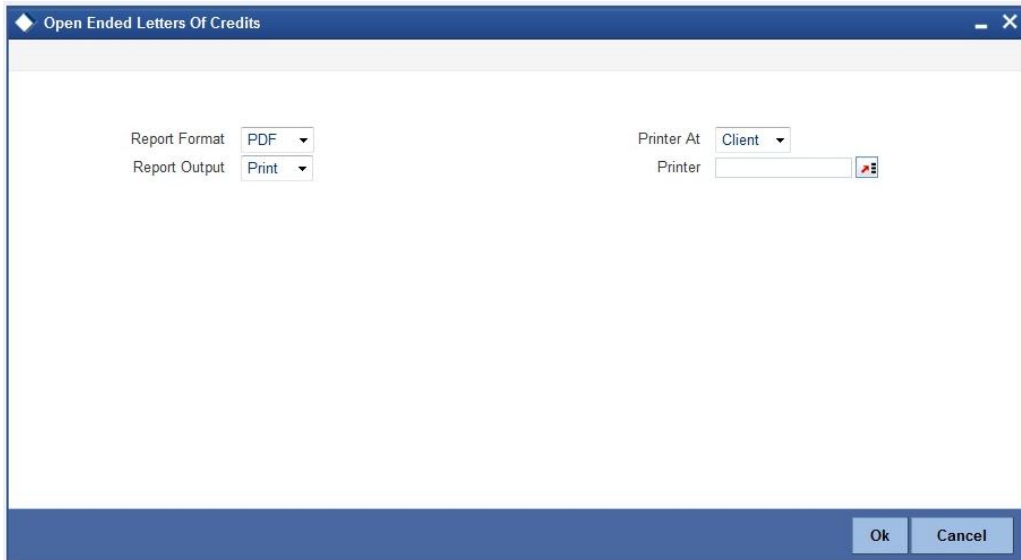 Open Ended Letters Of Credits
Report Format PDF
Printer At Client
Report Output Print
Printer
Ok Cancel